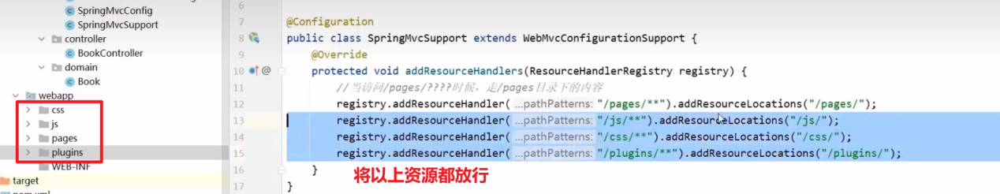 SpringMvcConfig
SpringMvcSupport
controller
BookController
domain
Book
webapp
css
js
pages
plugins
WEB-INF
target
6
7 @Configuration
8 public class SpringMvcSupport extends WebMvcConfigurationSupport {
9 @Override
10 @ protected void addResourceHandlers(ResourceHandlerRegistry registry) {
11 //当访问/pages/????时候，走/pages目录下的内容
12 registry.addResourceHandler( ...pathPatterns: "/pages/**").addResourceLocations("/pages/");
13 registry.addResourceHandler( ...pathPatterns: "/js/**").addResourceLocations("/js/");
14 registry.addResourceHandler( ...pathPatterns: "/css/**").addResourceLocations("/css/");
15 registry.addResourceHandler( ...pathPatterns: "/plugins/**").addResourceLocations("/plugins/");
16 }
将以上资源都放行
17 }